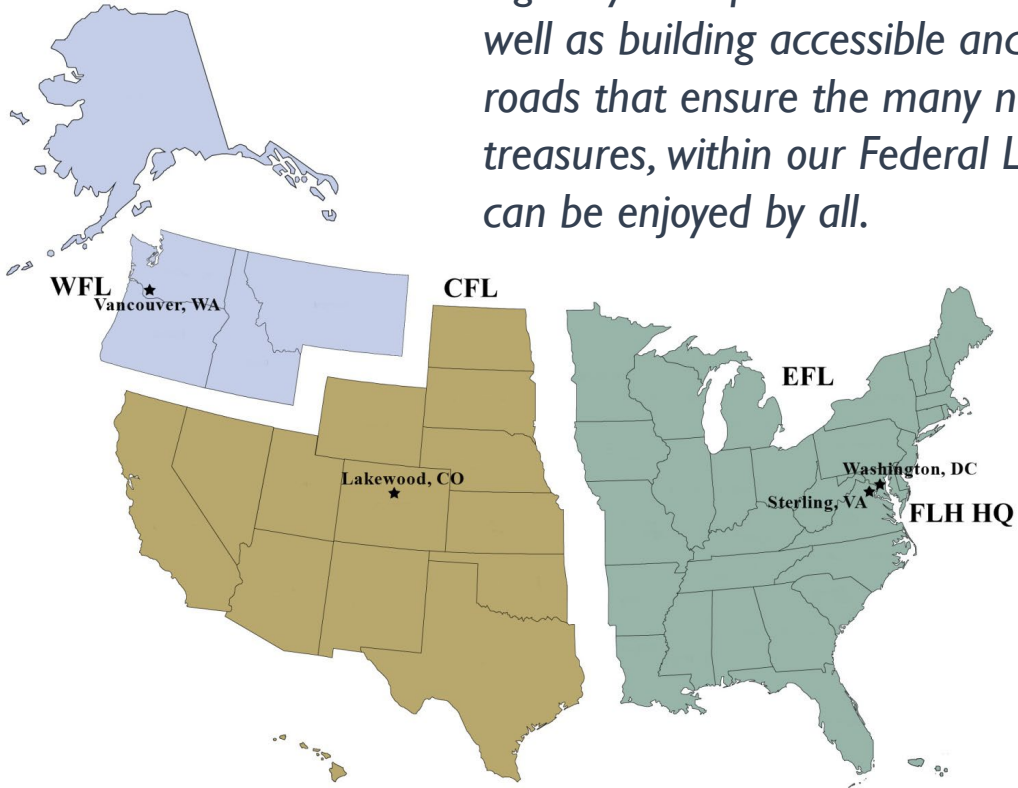 well as building accessible and
roads that ensure the many n
treasures, within our Federal L
can be enjoyed by all.
WFL
Vancouver, WA
CFL
EFL
Lakewood, CO
Washington, DC
Sterling, VA
FLH HQ